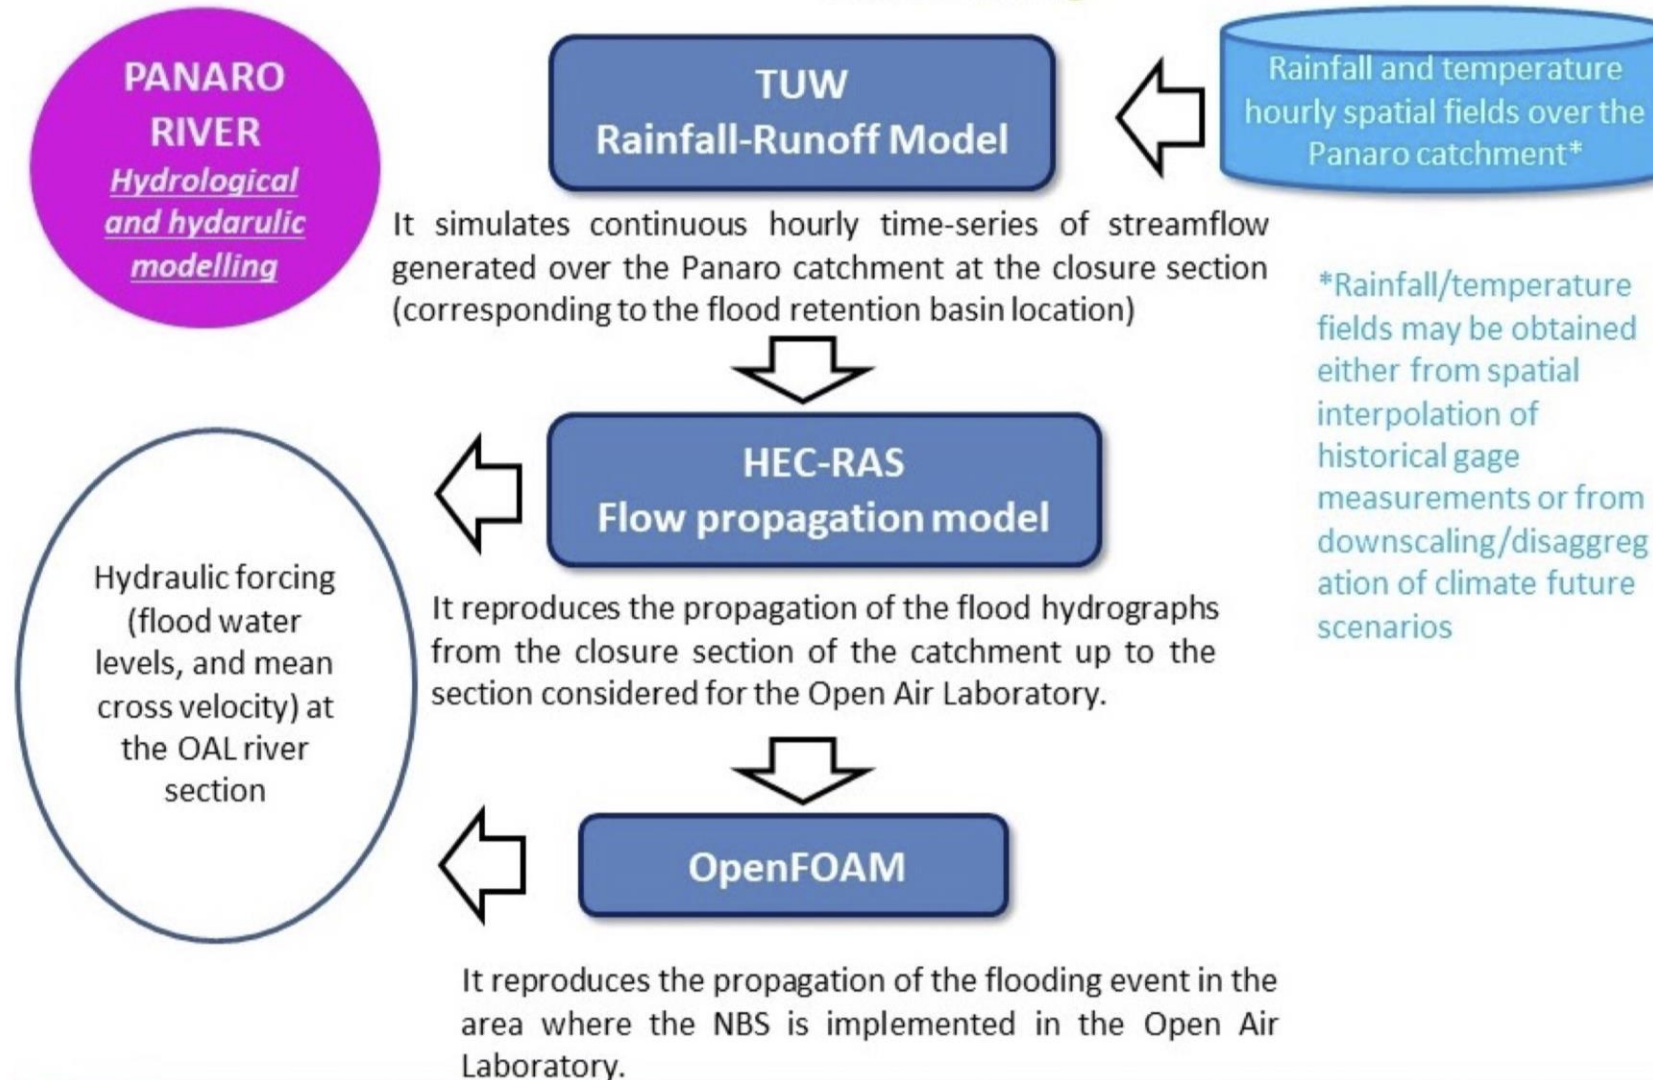 PANARO
RIVER
Hydrological
and hydarulic
modelling
TUW
Rainfall-Runoff Model
Rainfall and temperature
hourly spatial fields over the
Panaro catchment*
It simulates continuous hourly time-series of streamflow
generated over the Panaro catchment at the closure section
(corresponding to the flood retention basin location)
*Rainfall/temperature
fields may be obtained
either from spatial
interpolation of
historical gage
measurements or from
downscaling/disaggreg
ation of climate future
scenarios
HEC-RAS
Flow propagation model
Hydraulic forcing
(flood water
levels, and mean
cross velocity) at
the OAL river
section
It reproduces the propagation of the flood hydrographs
from the closure section of the catchment up to the
section considered for the Open Air Laboratory.
OpenFOAM
It reproduces the propagation of the flooding event in the
area where the NBS is implemented in the Open Air
Laboratory.